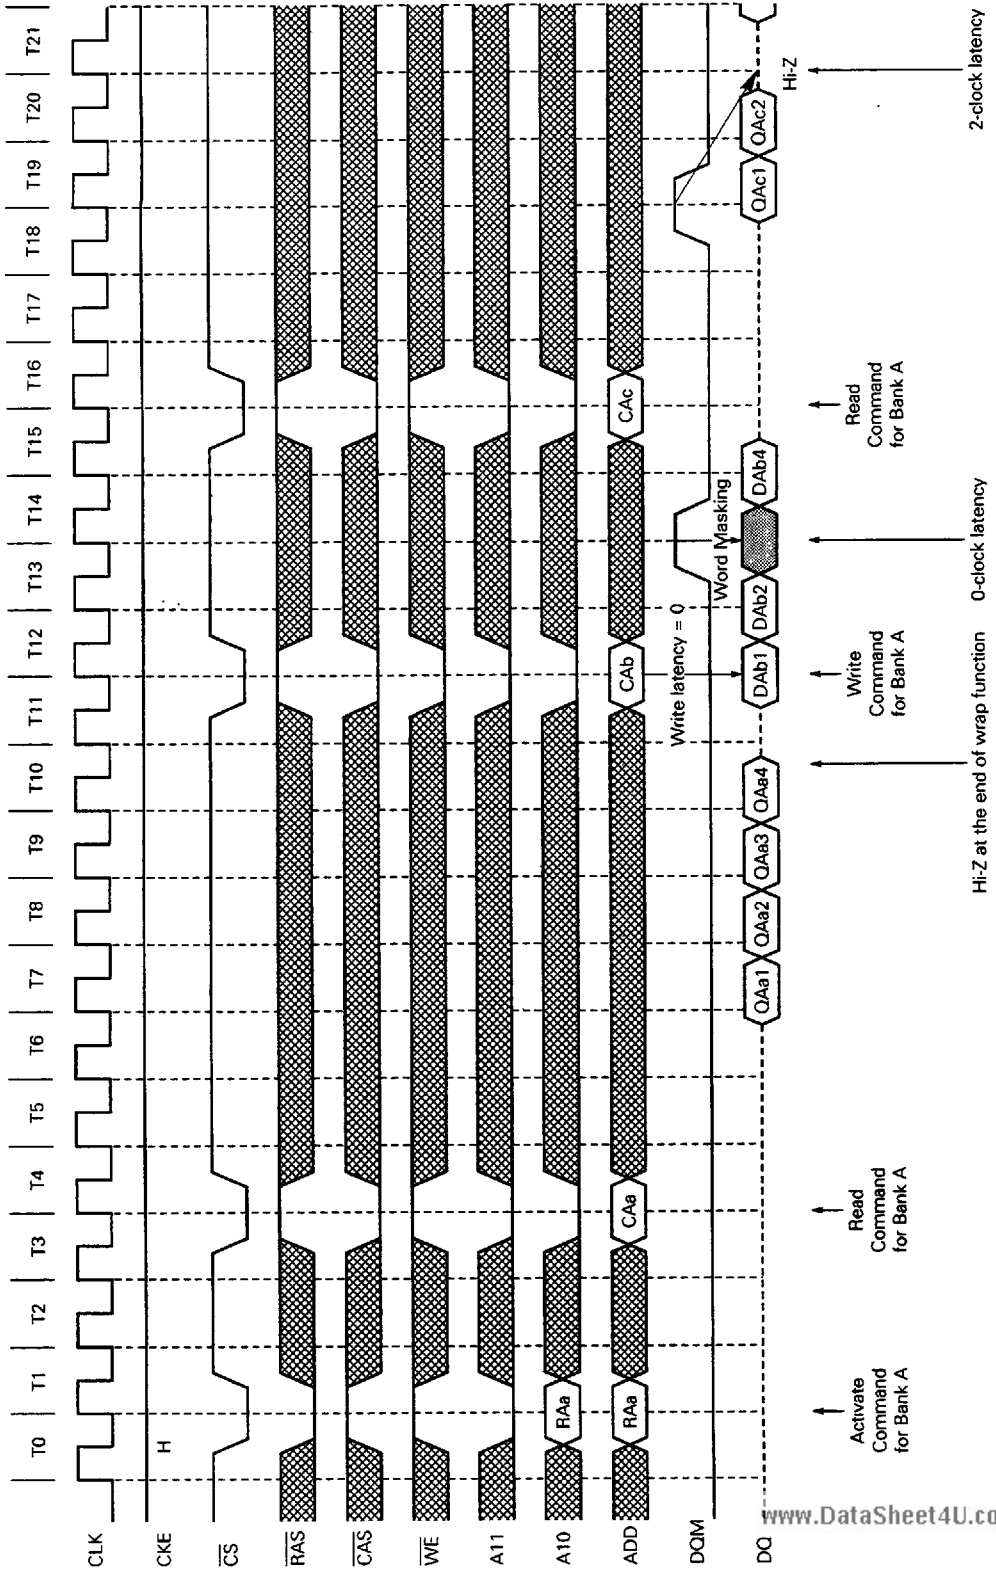 T0 T1 T2 T3 T4 T5 T6 T7 T8 T9 T10 T11 T12 T13 T14 T15 T16 T17 T18 T19 T20 T21
CLK
CKE H
CS
RAS
CAS
WE
A11
A10 RAa
ADD RAa CAa CAb CAc
Write latency = 0
DQM
Word Masking
DQ QAa1 QAa2 QAa3 QAa4 DAb1 DAb2 DAb4 QAc1 QAc2
Hi-Z
Activate
Command
for Bank A
Read
Command
for Bank A
Write
Command
for Bank A
Read
Command
for Bank A
Hi-Z at the end of wrap function
0-clock latency
2-clock latency
www.DataSheet4U.co